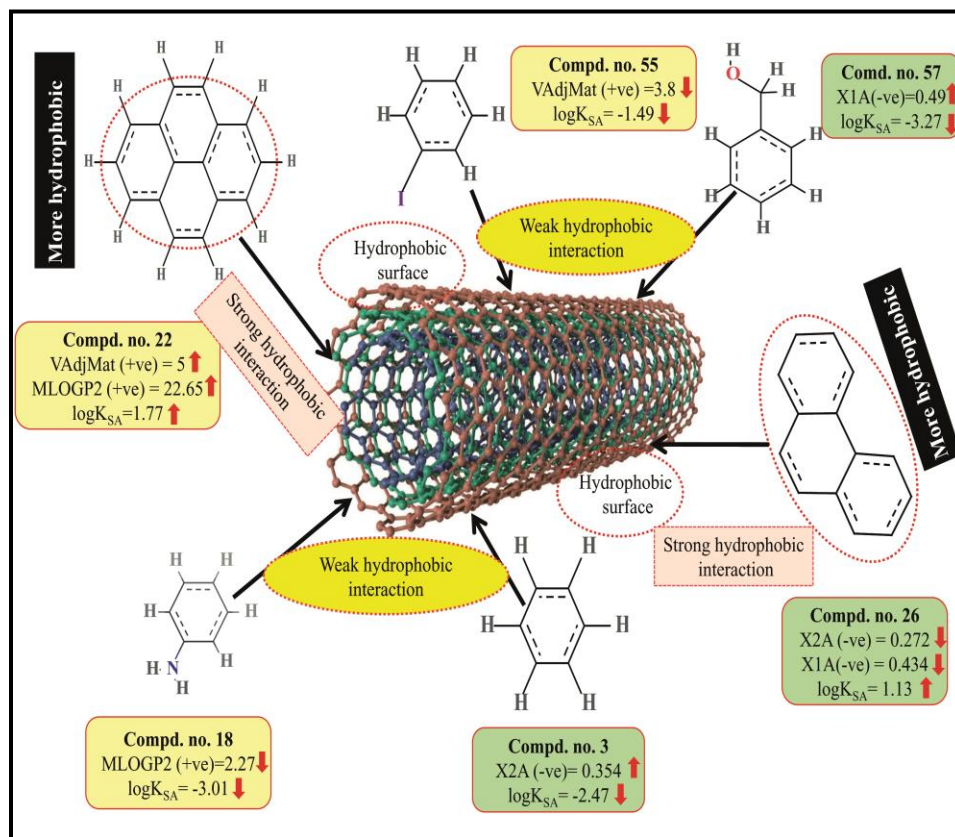 More hydrophobic
H H
H H
H H
H H
H H
H
H H
H H
I
Compd. no. 55
VAdjMat (+ve) =3.8 ↓
logKSA= -1.49 ↓
H
O H
H
H H
H H
H
Comd. no. 57
X1A(-ve)=0.49 ↑
logKSA= -3.27 ↓
Hydrophobic
surface
Weak hydrophobic
interaction
Strong hydrophobic
interaction
Compd. no. 22
VAdjMat (+ve) = 5 ↑
MLOGP2 (+ve) = 22.65 ↑
logKSA=1.77 ↑
More hydrophobic
Hydrophobic
surface
Strong hydrophobic
interaction
Weak hydrophobic
interaction
H H
H H
H
N
H
H
H H
H H
H H
Compd. no. 26
X2A (-ve) = 0.272 ↓
X1A(-ve) = 0.434 ↓
logKSA= 1.13 ↑
Compd. no. 18
MLOGP2 (+ve)=2.27 ↓
logKSA= -3.01 ↓
Compd. no. 3
X2A (-ve)= 0.354 ↑
logKSA= -2.47 ↓